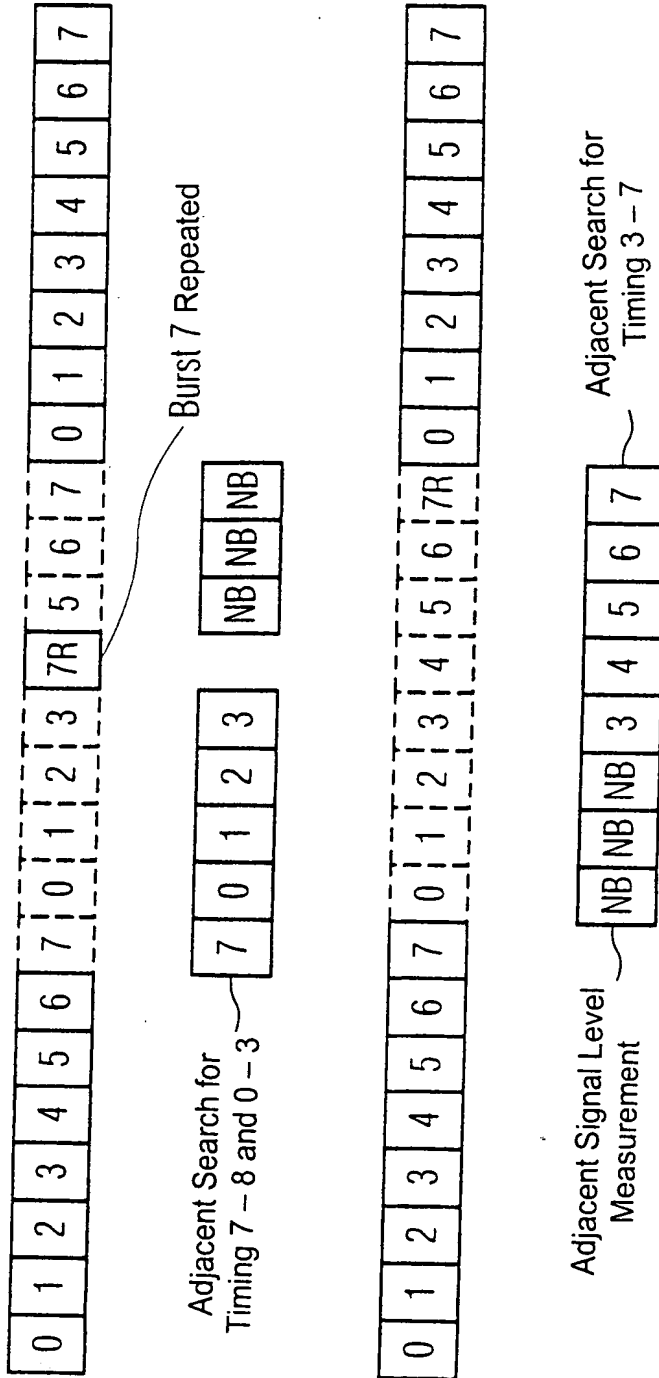 0 1 2 3 4 5 6 7 0 1 2 3 7R 5 6 7 0 1 2 3 4 5 6 7
Burst 7 Repeated
7 0 1 2 3 NB NB NB
Adjacent Search for
Timing 7 – 8 and 0 – 3
0 1 2 3 4 5 6 7 0 1 2 3 4 5 6 7R 0 1 2 3 4 5 6 7
NB NB NB 3 4 5 6 7
Adjacent Signal Level
Measurement
Adjacent Search for
Timing 3 – 7